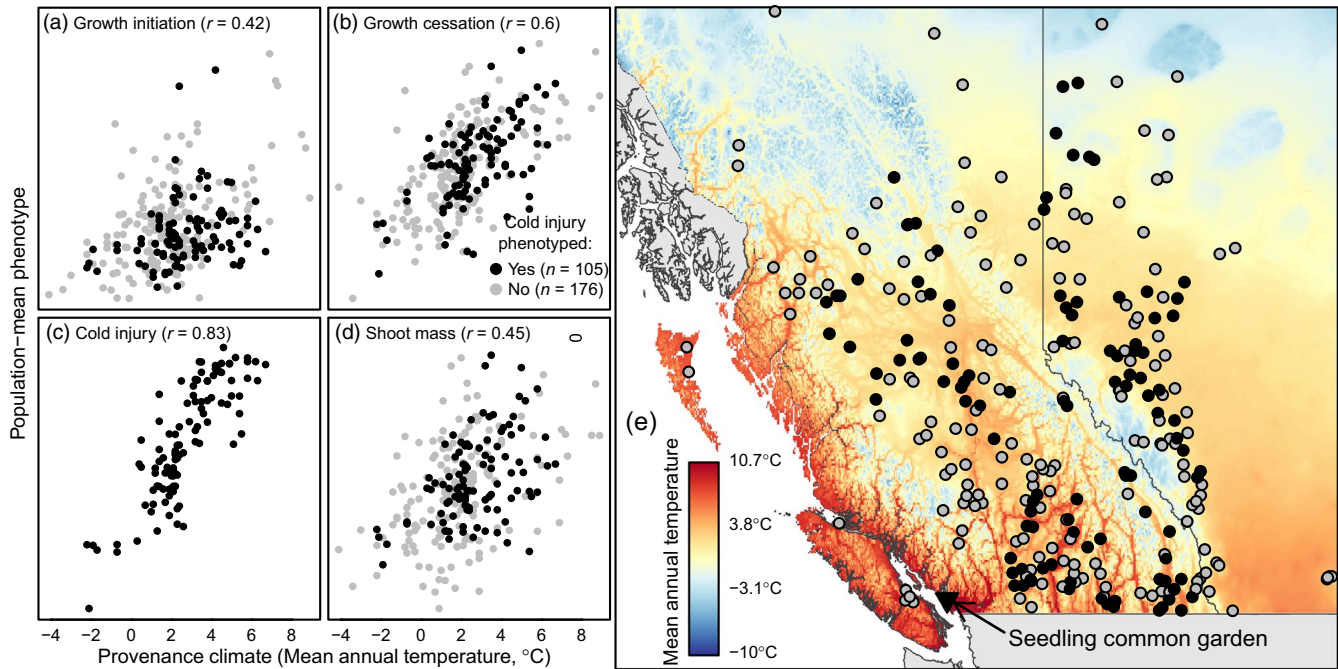 (a) Growth initiation (r = 0.42)
(b) Growth cessation (r = 0.6)
Cold injury
phenotyped:
Yes (n = 105)
No (n = 176)
(c) Cold injury (r = 0.83)
(d) Shoot mass (r = 0.45)
0
Population−mean phenotype
−4 −2 0 2 4 6 8
−4 −2 0 2 4 6 8
Provenance climate (Mean annual temperature, °C)
(e)
Mean annual temperature
10.7°C
3.8°C
−3.1°C
−10°C
Seedling common garden